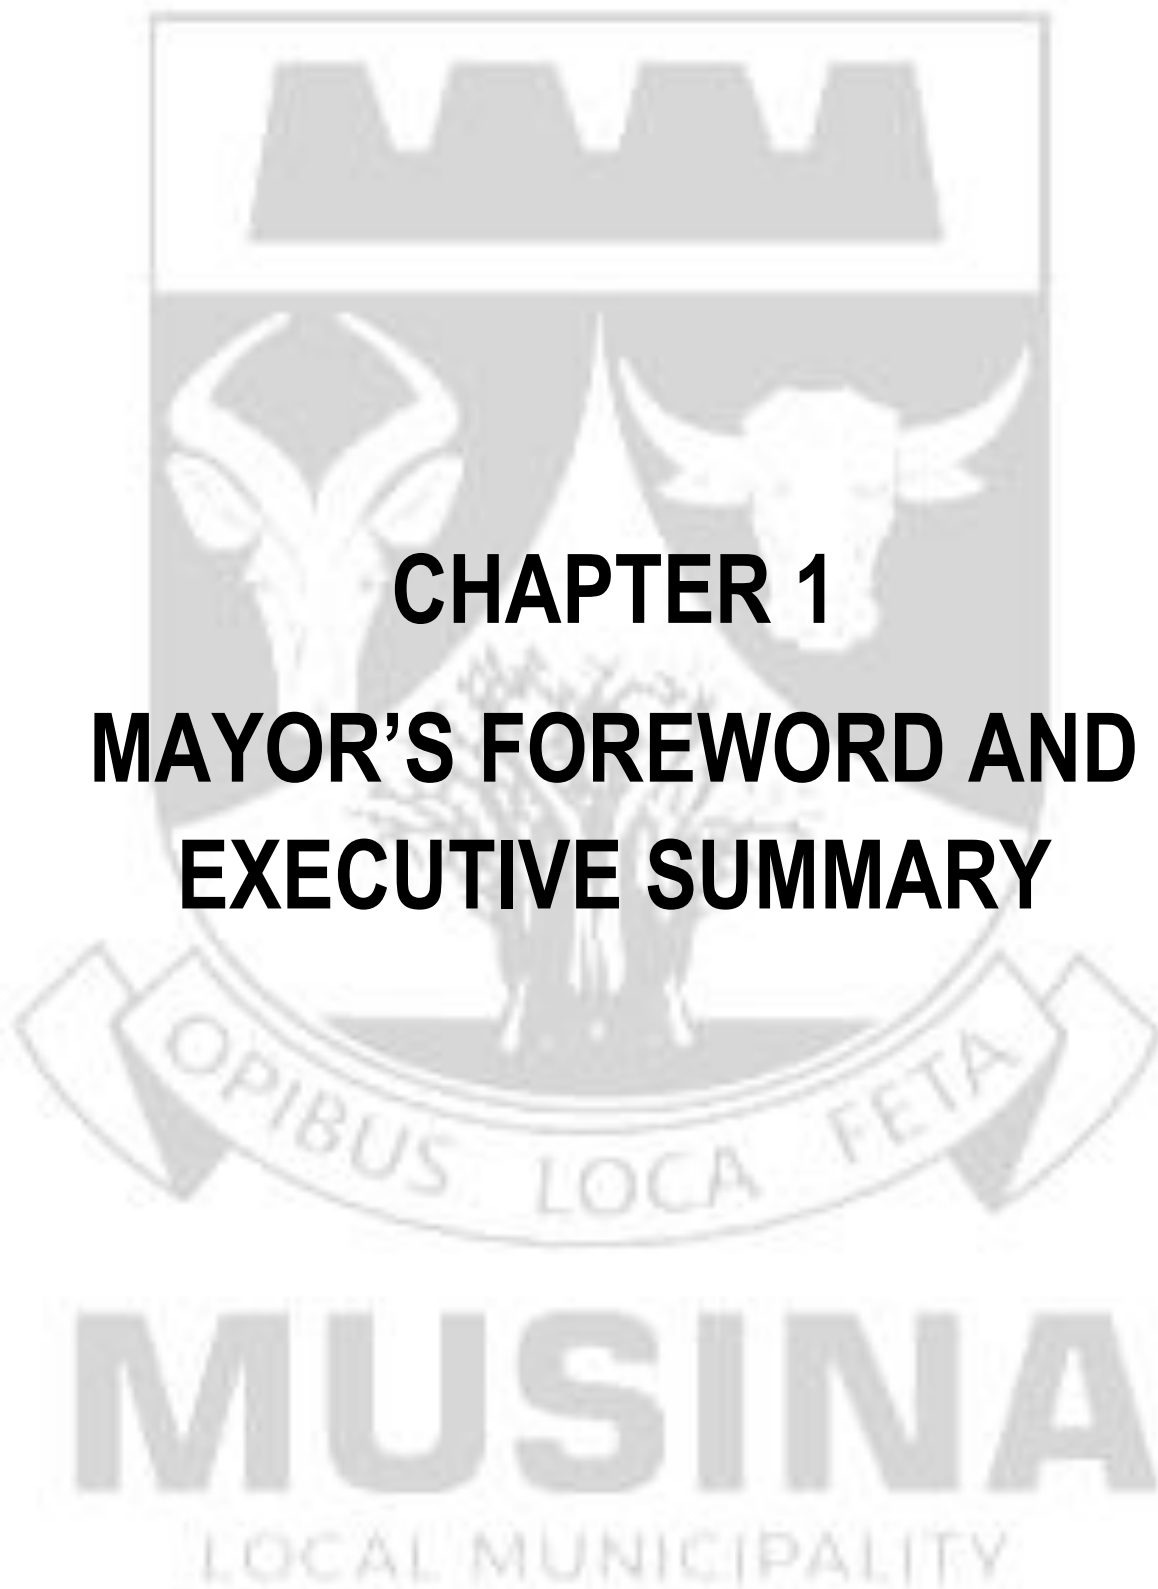 CHAPTER 1
MAYOR’S FOREWORD AND
EXECUTIVE SUMMARY
OPIBUS LOCA FETA
MUSINA
LOCAL MUNICIPALITY